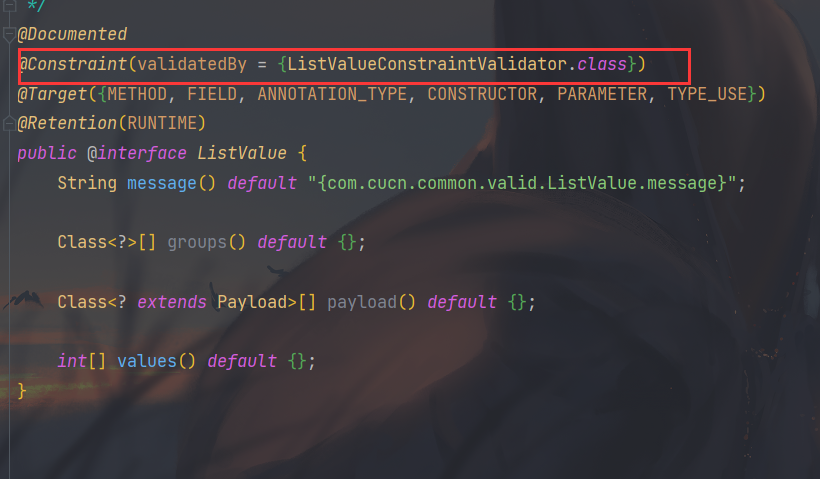 */
@Documented
@Constraint(validatedBy = {ListValueConstraintValidator.class})
@Target({METHOD, FIELD, ANNOTATION_TYPE, CONSTRUCTOR, PARAMETER, TYPE_USE})
@Retention(RUNTIME)
public @interface ListValue {
    String message() default "{com.cucn.common.valid.ListValue.message}";
    Class<?>[] groups() default {};
    Class<? extends Payload>[] payload() default {};
    int[] values() default {};
}